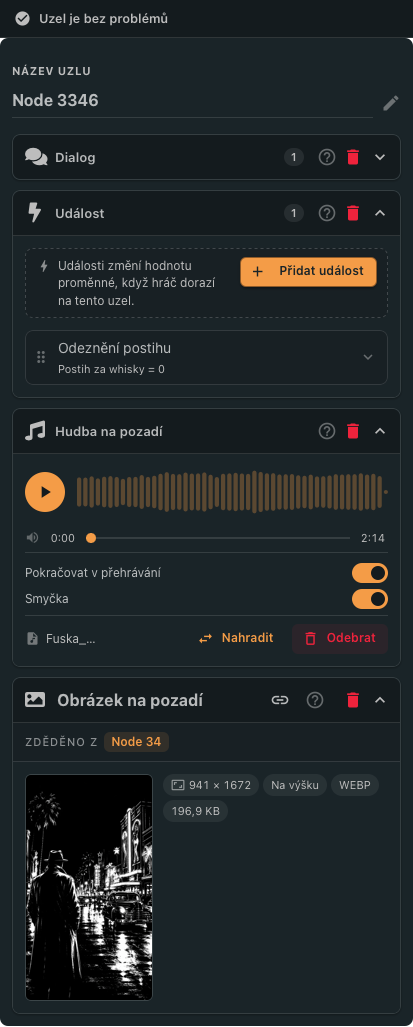 Uzel je bez problémů
NÁZEV UZLU
Node 3346
Dialog 1
Událost 1
Události změní hodnotu
proměnné, když hráč dorazí
na tento uzel.
+ Přidat událost
Odeznění postihu
Postih za whisky = 0
Hudba na pozadí
0:00 2:14
Pokračovat v přehrávání
Smyčka
Fuska_... Nahradit Odebrat
Obrázek na pozadí
ZDĚDĚNO Z Node 34
941 × 1672 Na výšku WEBP
196,9 KB